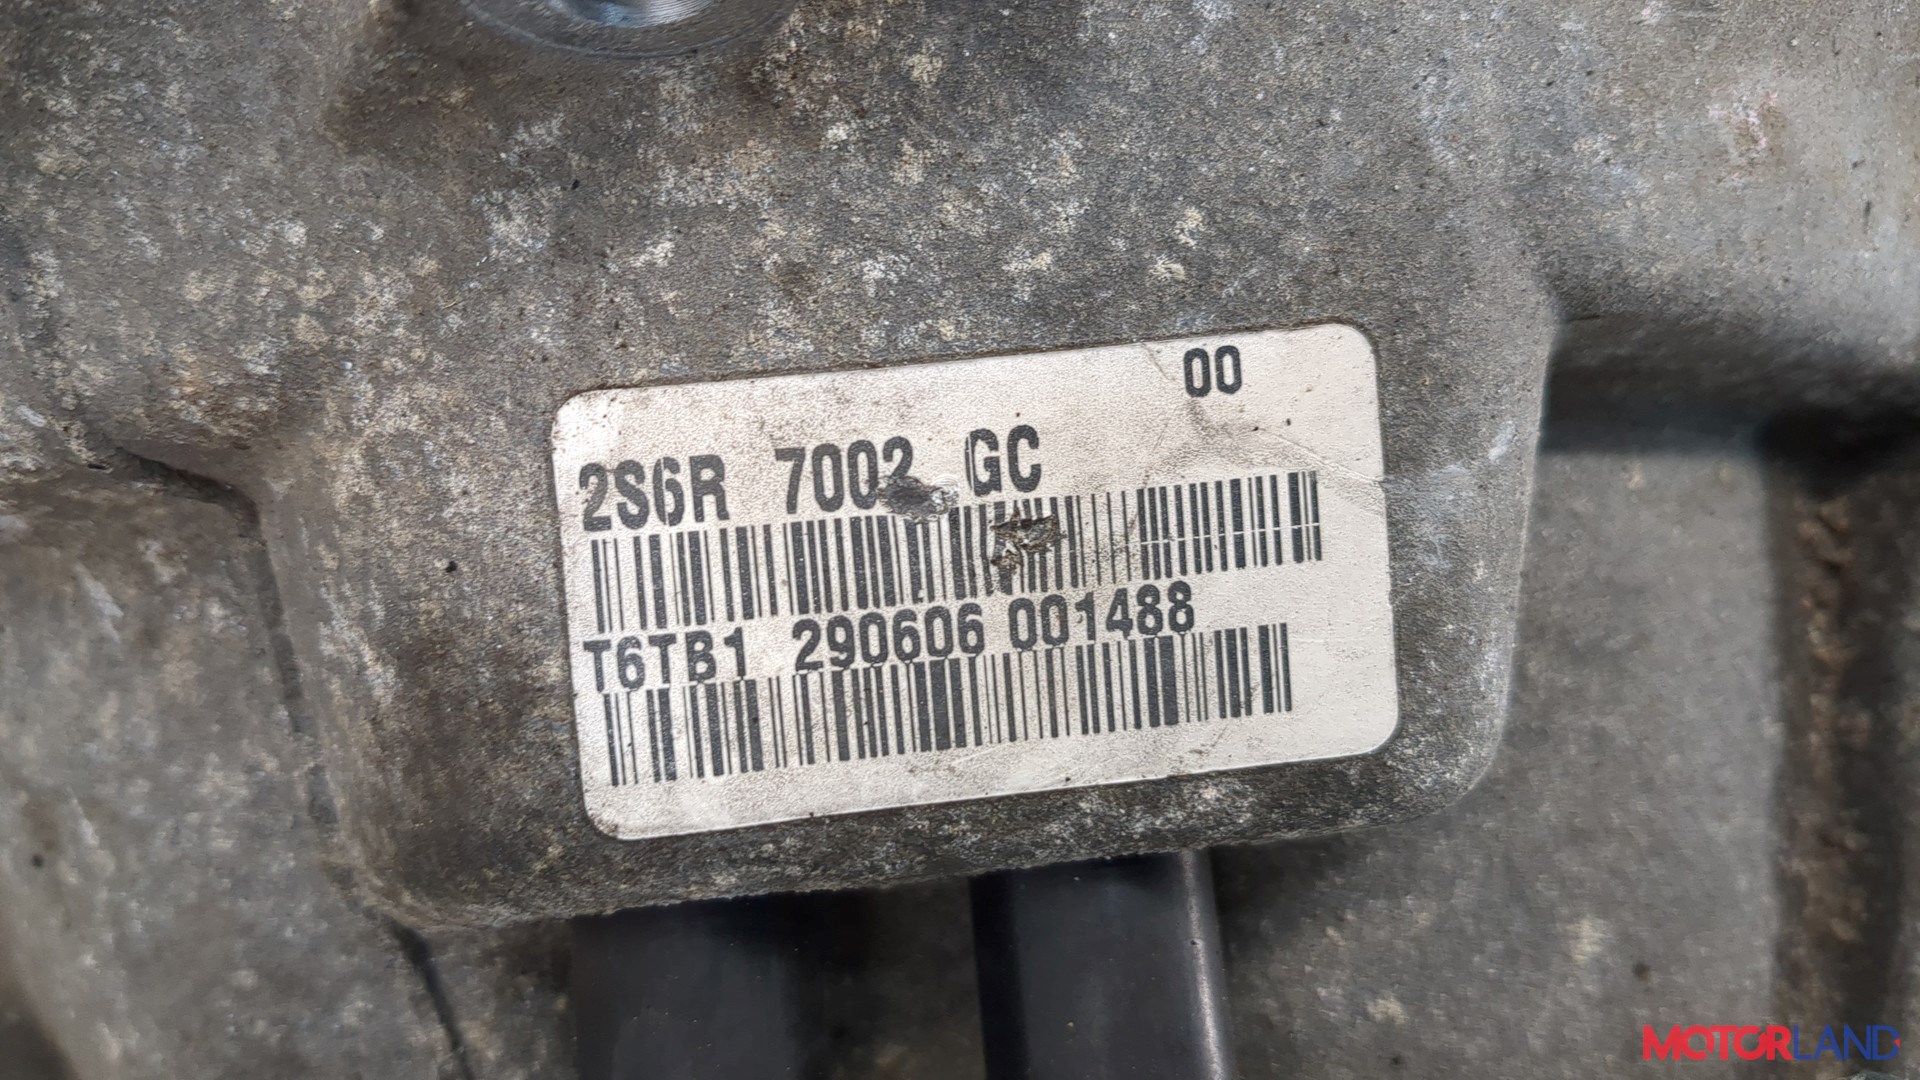 00
2S6R 7002 GC
T6TB1 290606 001488
MOTORLAND